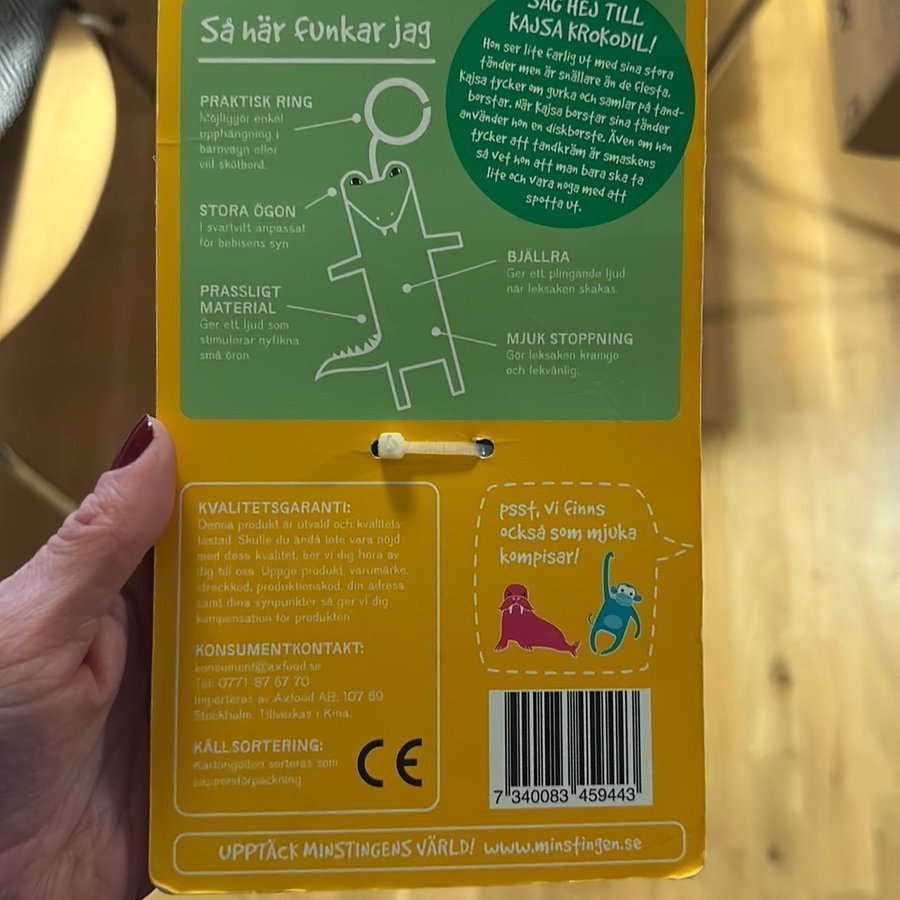 Så här funkar jag
PRAKTISK RING
Möjliggör enkel
upphängning i
barnvagn eller
vid skötbord.
STORA ÖGON
I svartvitt anpassat
för bebisens syn.
PRASSLIGT
MATERIAL
Ger ett ljud som
stimulerar nyfikna
små öron.
SÄG HEJ TILL
KAJSA KROKODIL!
Hon ser lite farlig ut med sina stora
tänder men är snällare än de flesta.
Kajsa tycker om gurka och samlar på tand-
borstar. När Kajsa borstar sina tänder
använder hon en diskborste. Även om hon
tycker att tandkräm är smaskens
så vet hon att man bara ska ta
lite och vara noga med att
spotta ut.
BJÄLLRA
Ger ett plingande ljud
när leksaken skakas.
MJUK STOPPNING
Gör leksaken kramgo
och lekvänlig.
KVALITETSGARANTI:
Denna produkt är utvald och kvalitets
testad. Skulle du ändå inte vara nöjd
med dess kvalitet, ber vi dig höra av
dig till oss. Uppge produkt, varumärke,
streckkod, produktionskod, din adress
samt dina synpunkter så ger vi dig
kompensation för produkten.
KONSUMENTKONTAKT:
konsument@axfood.se
Tel: 0771 87 67 70
Importeras av Axfood AB, 107 69
Stockholm. Tillverkas i Kina.
KÄLLSORTERING:
Kartongdelen sorteras som
pappersförpackning
CE
psst, vi finns
också som mjuka
kompisar!
7 340083 459443
UPPTÄCK MINSTINGENS VÄRLD! www.minstingen.se